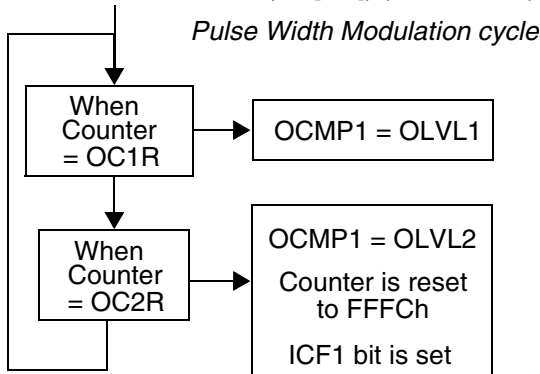 Pulse Width Modulation cycle
When
Counter
= OC1R
OCMP1 = OLVL1
When
Counter
= OC2R
OCMP1 = OLVL2
Counter is reset
to FFFCh
ICF1 bit is set